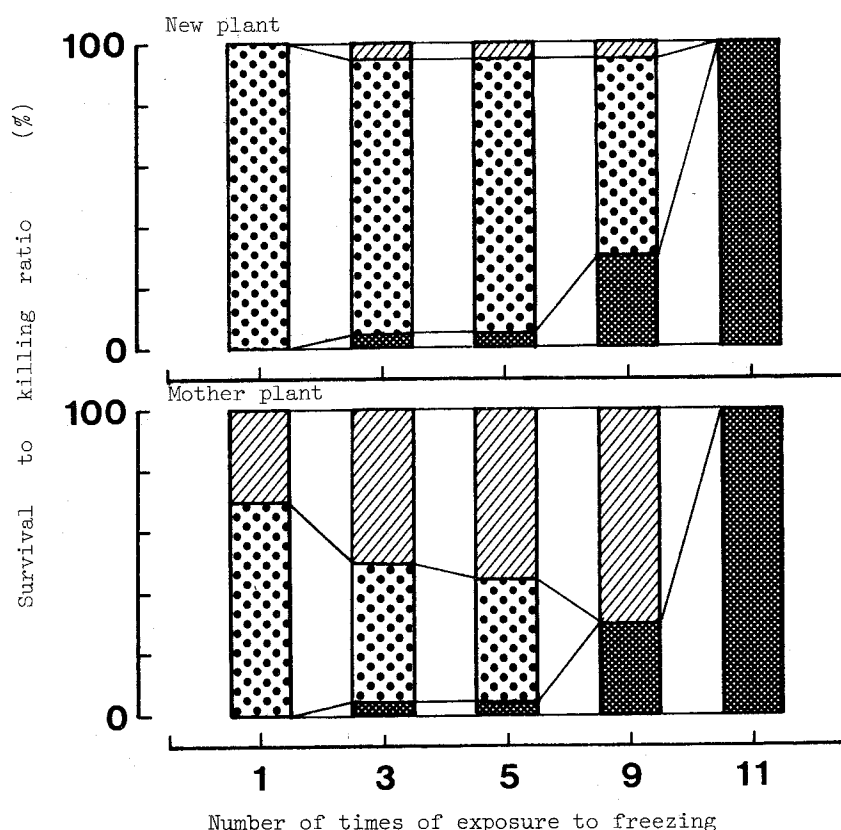 New plant
100
0
Mother plant
100
0
Survival to killing ratio (%)
1 3 5 9 11
Number of times of exposure to freezing